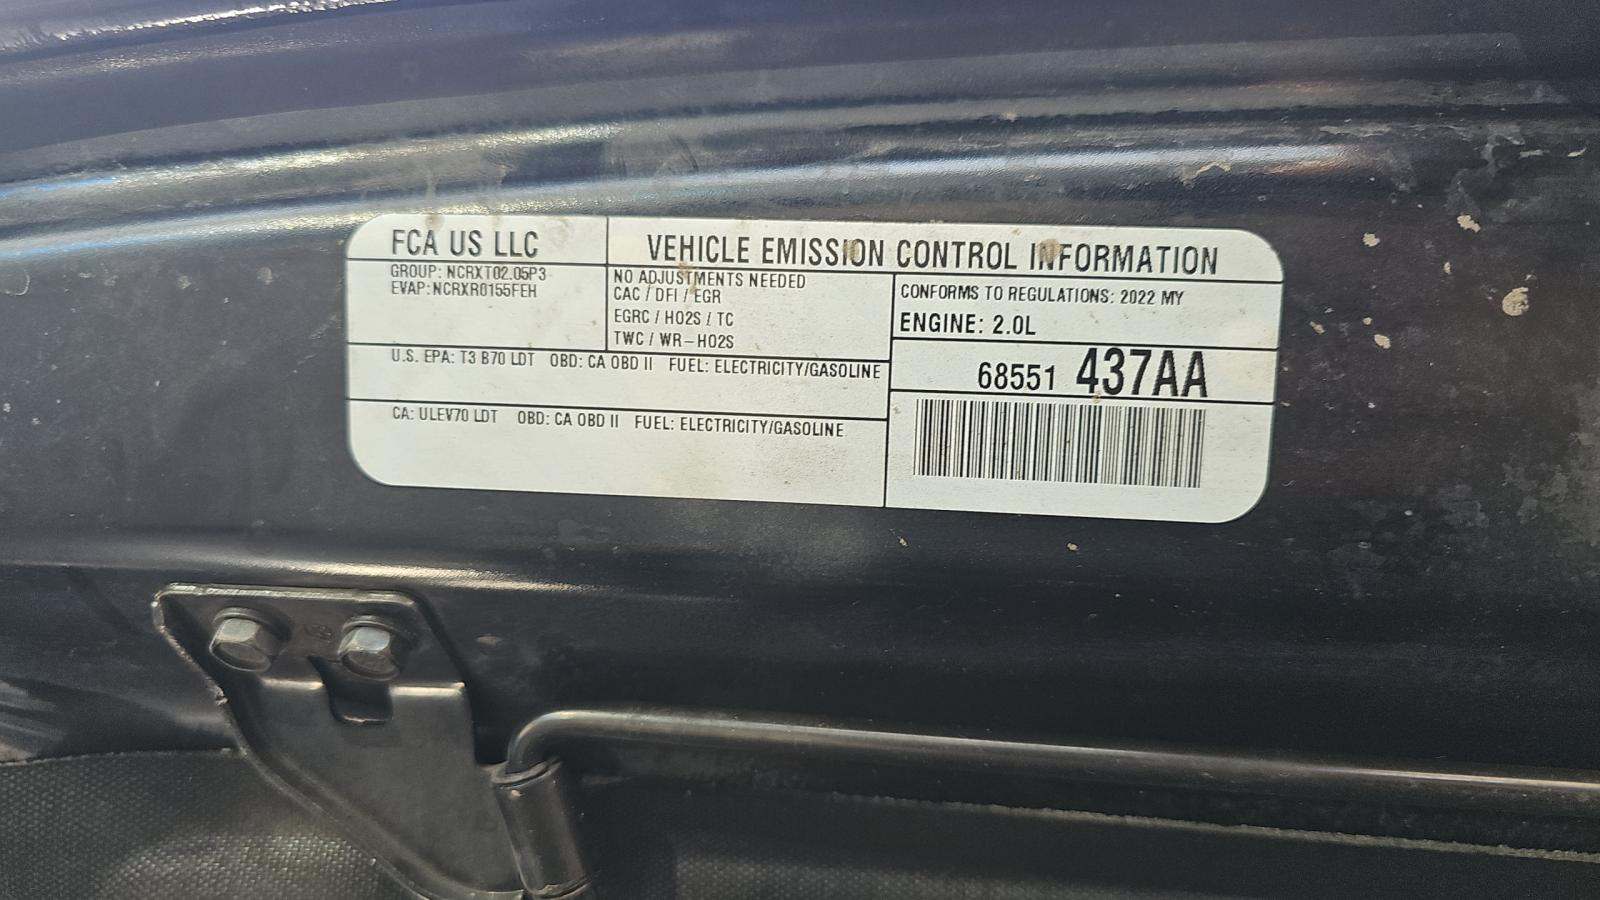 FCA US LLC
VEHICLE EMISSION CONTROL INFORMATION
GROUP: NCRXT02.05P3
EVAP: NCRXR0155FEH
NO ADJUSTMENTS NEEDED
CAC / DFI / EGR
EGRC / HO2S / TC
TWC / WR-HO2S
CONFORMS TO REGULATIONS: 2022 MY
ENGINE: 2.0L
U.S. EPA: T3 B70 LDT OBD: CA OBD II FUEL: ELECTRICITY/GASOLINE
68551 437AA
CA: ULEV70 LDT OBD: CA OBD II FUEL: ELECTRICITY/GASOLINE